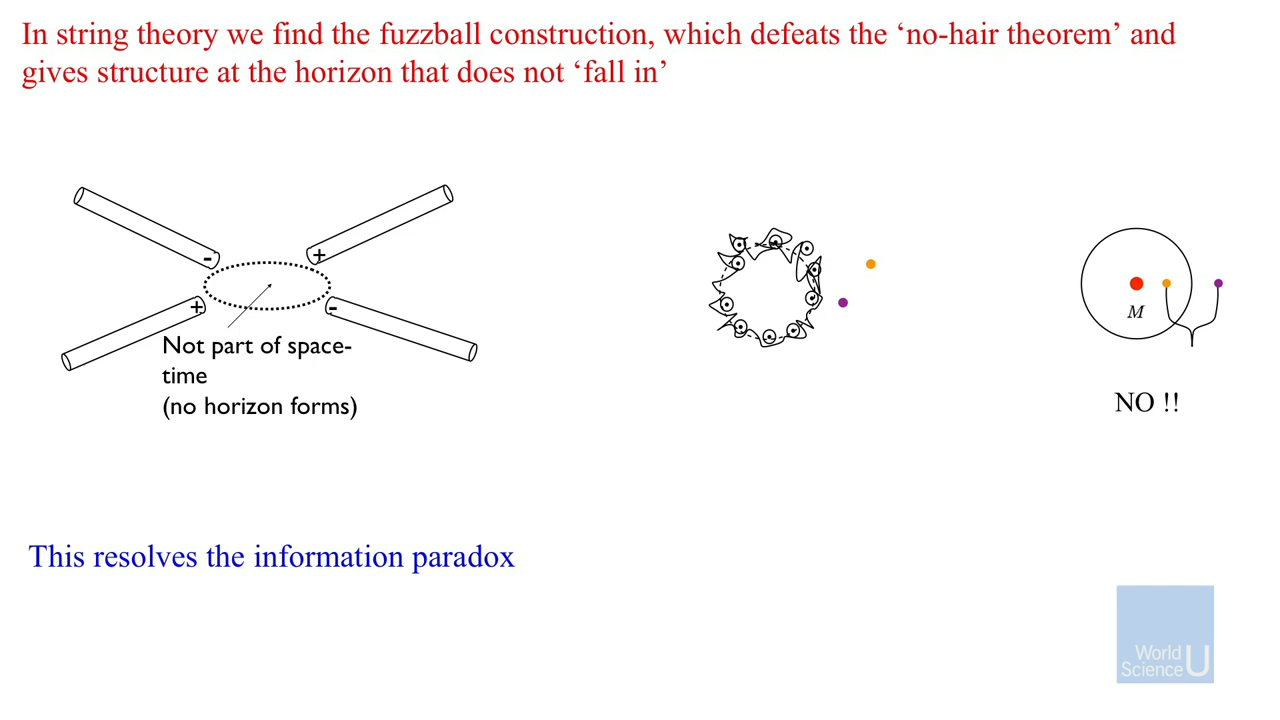 In string theory we find the fuzzball construction, which defeats the ‘no-hair theorem’ and
gives structure at the horizon that does not ‘fall in’
-
+
+
-
Not part of space-
time
(no horizon forms)
M
NO !!
This resolves the information paradox
World
Science U